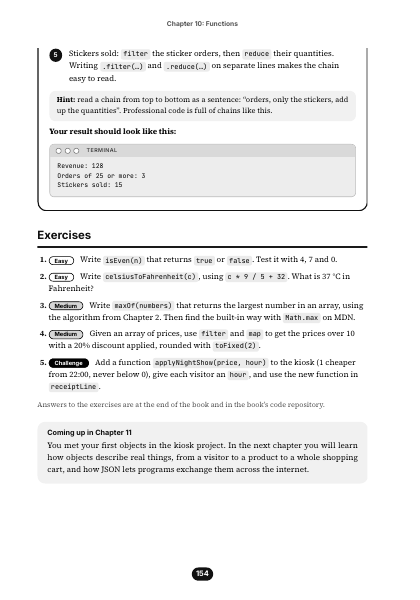 Chapter 10: Functions
5 Stickers sold: filter the sticker orders, then reduce their quantities.
Writing .filter(…) and .reduce(…) on separate lines makes the chain
easy to read.
Hint: read a chain from top to bottom as a sentence: “orders, only the stickers, add
up the quantities”. Professional code is full of chains like this.
Your result should look like this:
TERMINAL
Revenue: 128
Orders of 25 or more: 3
Stickers sold: 15
Exercises
1. Easy Write isEven(n) that returns true or false. Test it with 4, 7 and 0.
2. Easy Write celsiusToFahrenheit(c), using c * 9 / 5 + 32. What is 37 °C in
Fahrenheit?
3. Medium Write maxOf(numbers) that returns the largest number in an array, using
the algorithm from Chapter 2. Then find the built-in way with Math.max on MDN.
4. Medium Given an array of prices, use filter and map to get the prices over 10
with a 20% discount applied, rounded with toFixed(2).
5. Challenge Add a function applyNightShow(price, hour) to the kiosk (1 cheaper
from 22:00, never below 0), give each visitor an hour, and use the new function in
receiptLine.
Answers to the exercises are at the end of the book and in the book’s code repository.
Coming up in Chapter 11
You met your first objects in the kiosk project. In the next chapter you will learn
how objects describe real things, from a visitor to a product to a whole shopping
cart, and how JSON lets programs exchange them across the internet.
154